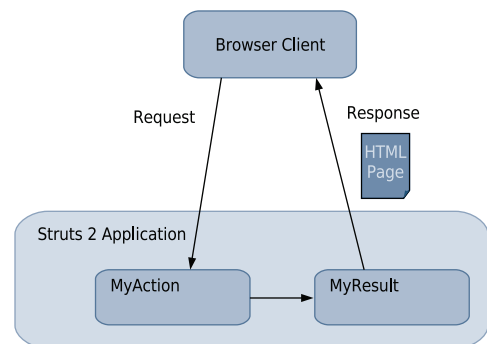 Browser Client
Request
Response
HTML
Page
Struts 2 Application
MyAction
MyResult